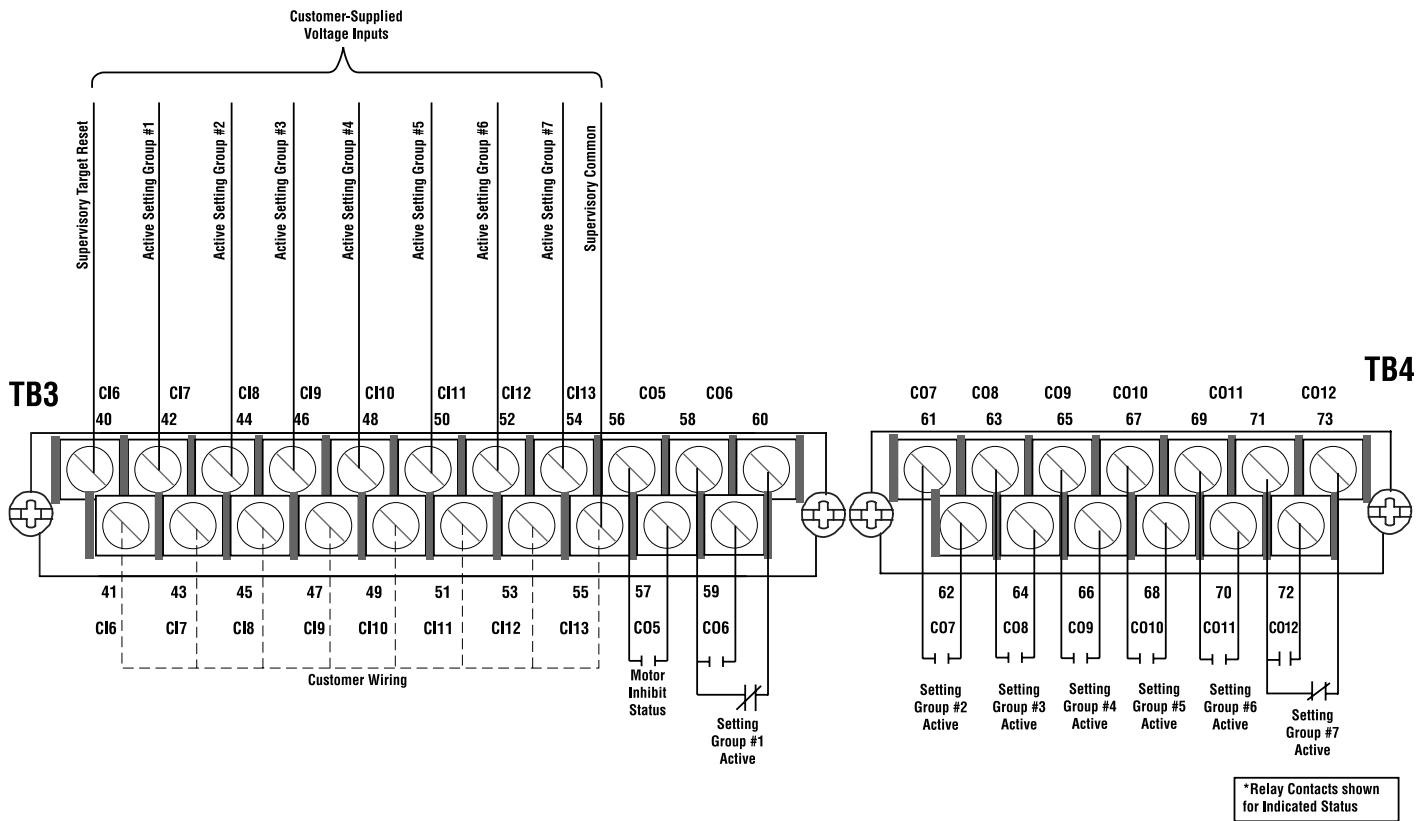 Customer-Supplied
Voltage Inputs
Supervisory Target Reset
Active Setting Group #1
Active Setting Group #2
Active Setting Group #3
Active Setting Group #4
Active Setting Group #5
Active Setting Group #6
Active Setting Group #7
Supervisory Common
TB3
CI6 CI7 CI8 CI9 CI10 CI11 CI12 CI13 CO5 CO6
40 42 44 46 48 50 52 54 56 58 60
41 43 45 47 49 51 53 55 57 59
CI6 CI7 CI8 CI9 CI10 CI11 CI12 CI13 CO5 CO6
Customer Wiring
Motor
Inhibit
Status
Setting
Group #1
Active
TB4
CO7 CO8 CO9 CO10 CO11 CO12
61 63 65 67 69 71 73
62 64 66 68 70 72
CO7 CO8 CO9 CO10 CO11 CO12
Setting
Group #2
Active
Setting
Group #3
Active
Setting
Group #4
Active
Setting
Group #5
Active
Setting
Group #6
Active
Setting
Group #7
Active
*Relay Contacts shown
for Indicated Status